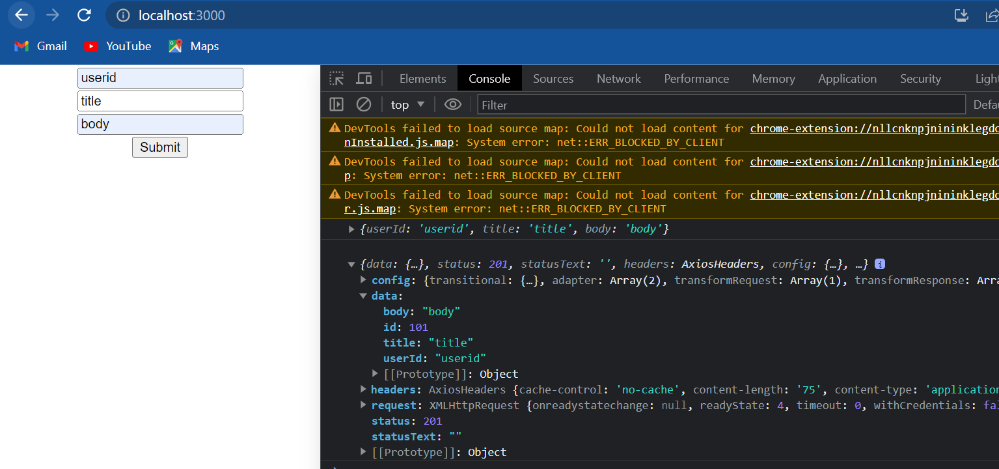 localhost:3000
Gmail YouTube Maps
userid
title
body
Submit
Elements Console Sources Network Performance Memory Application Security Ligh
top Filter Defau
DevTools failed to load source map: Could not load content for chrome-extension://nllcnknpjnininklegdo
nInstalled.js.map: System error: net::ERR_BLOCKED_BY_CLIENT
DevTools failed to load source map: Could not load content for chrome-extension://nllcnknpjnininklegdo
p: System error: net::ERR_BLOCKED_BY_CLIENT
DevTools failed to load source map: Could not load content for chrome-extension://nllcnknpjnininklegdo
r.js.map: System error: net::ERR_BLOCKED_BY_CLIENT
{userId: 'userid', title: 'title', body: 'body'}
{data: {…}, status: 201, statusText: '', headers: AxiosHeaders, config: {…}, …} i
config: {transitional: {…}, adapter: Array(2), transformRequest: Array(1), transformResponse: Arra
data:
body: "body"
id: 101
title: "title"
userId: "userid"
[[Prototype]]: Object
headers: AxiosHeaders {cache-control: 'no-cache', content-length: '75', content-type: 'application
request: XMLHttpRequest {onreadystatechange: null, readyState: 4, timeout: 0, withCredentials: fal
status: 201
statusText: ""
[[Prototype]]: Object